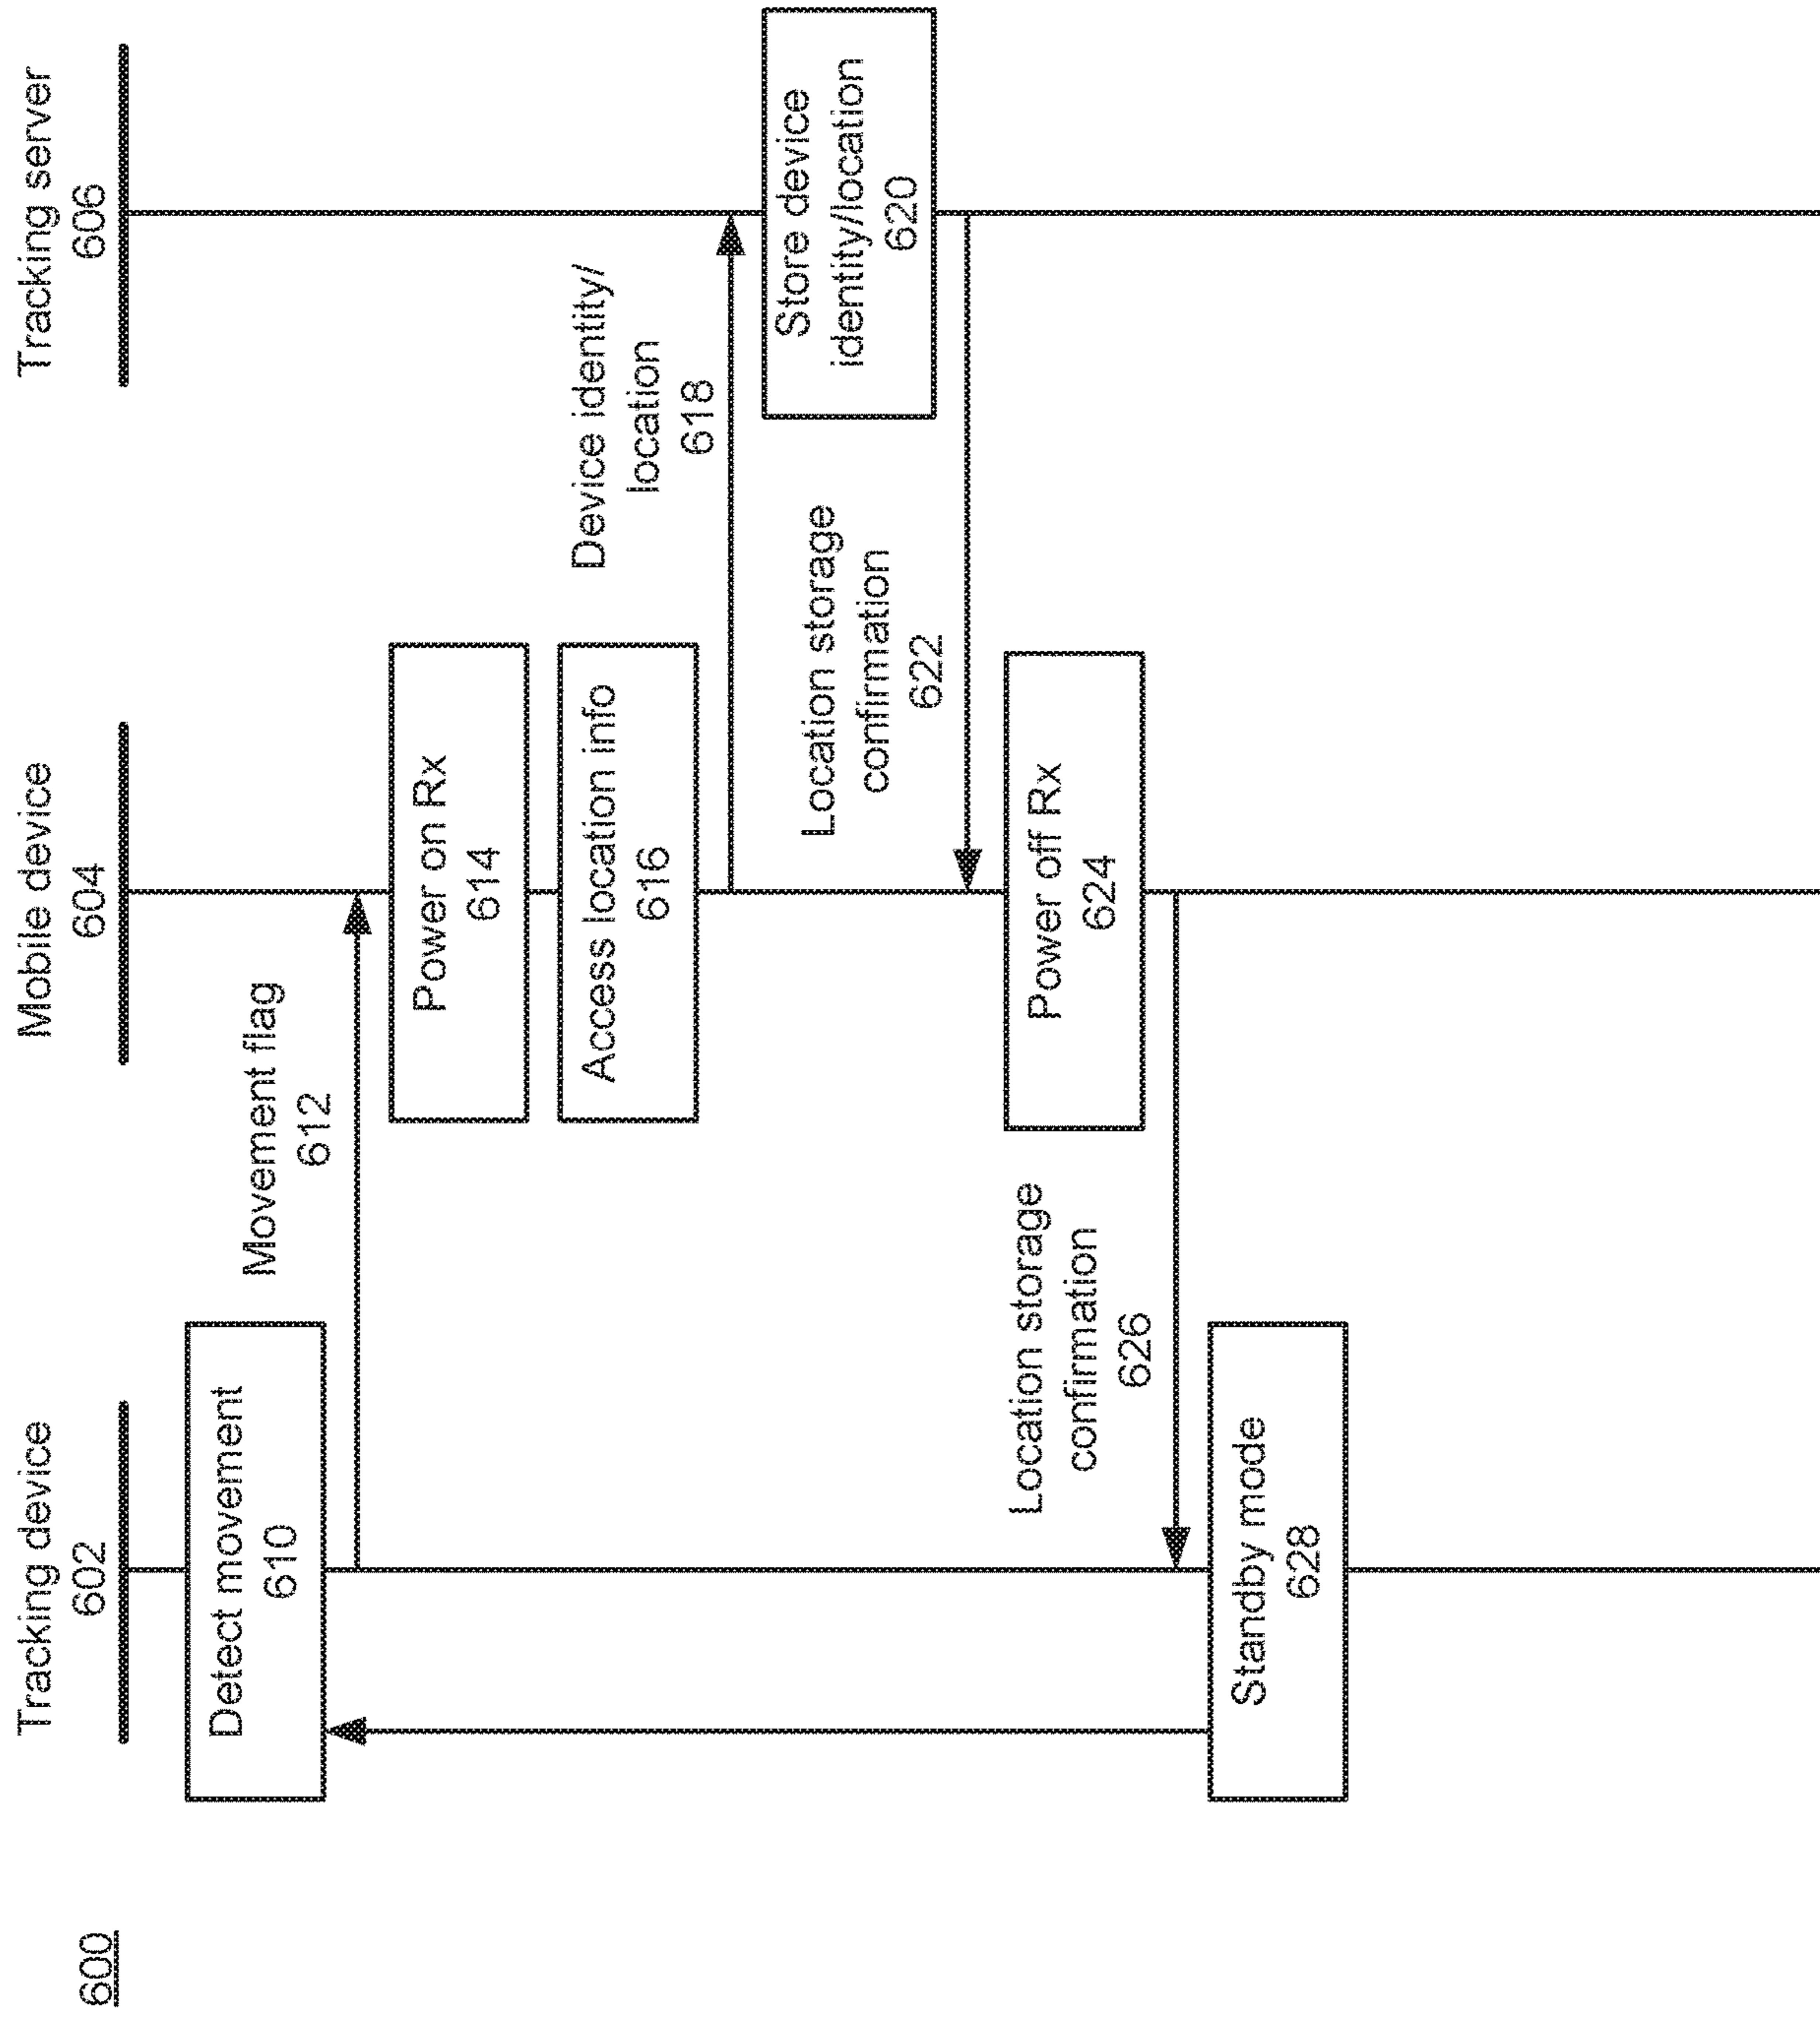 600
Tracking device
602
Mobile device
604
Tracking server
606
Detect movement
610
Movement flag
612
Power on Rx
614
Access location info
616
Device identity/
location
618
Store device
identity/location
620
Location storage
confirmation
622
Power off Rx
624
Location storage
confirmation
626
Standby mode
628